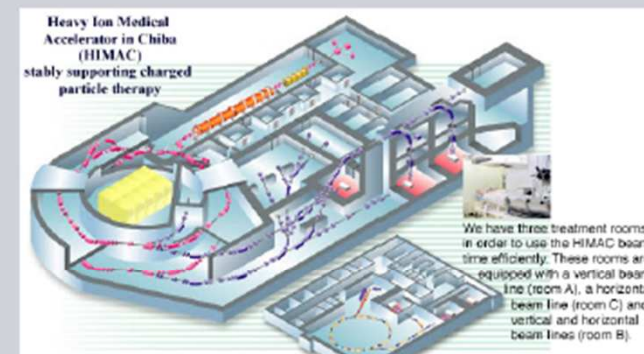 Heavy Ion Medical
Accelerator in Chiba
(HIMAC)
stably supporting charged
particle therapy
We have three treatment rooms
in order to use the HIMAC beam
time efficiently. These rooms are
equipped with a vertical beam
line (room A), a horizontal
beam line (room C) and
vertical and horizontal
beam lines (room B).